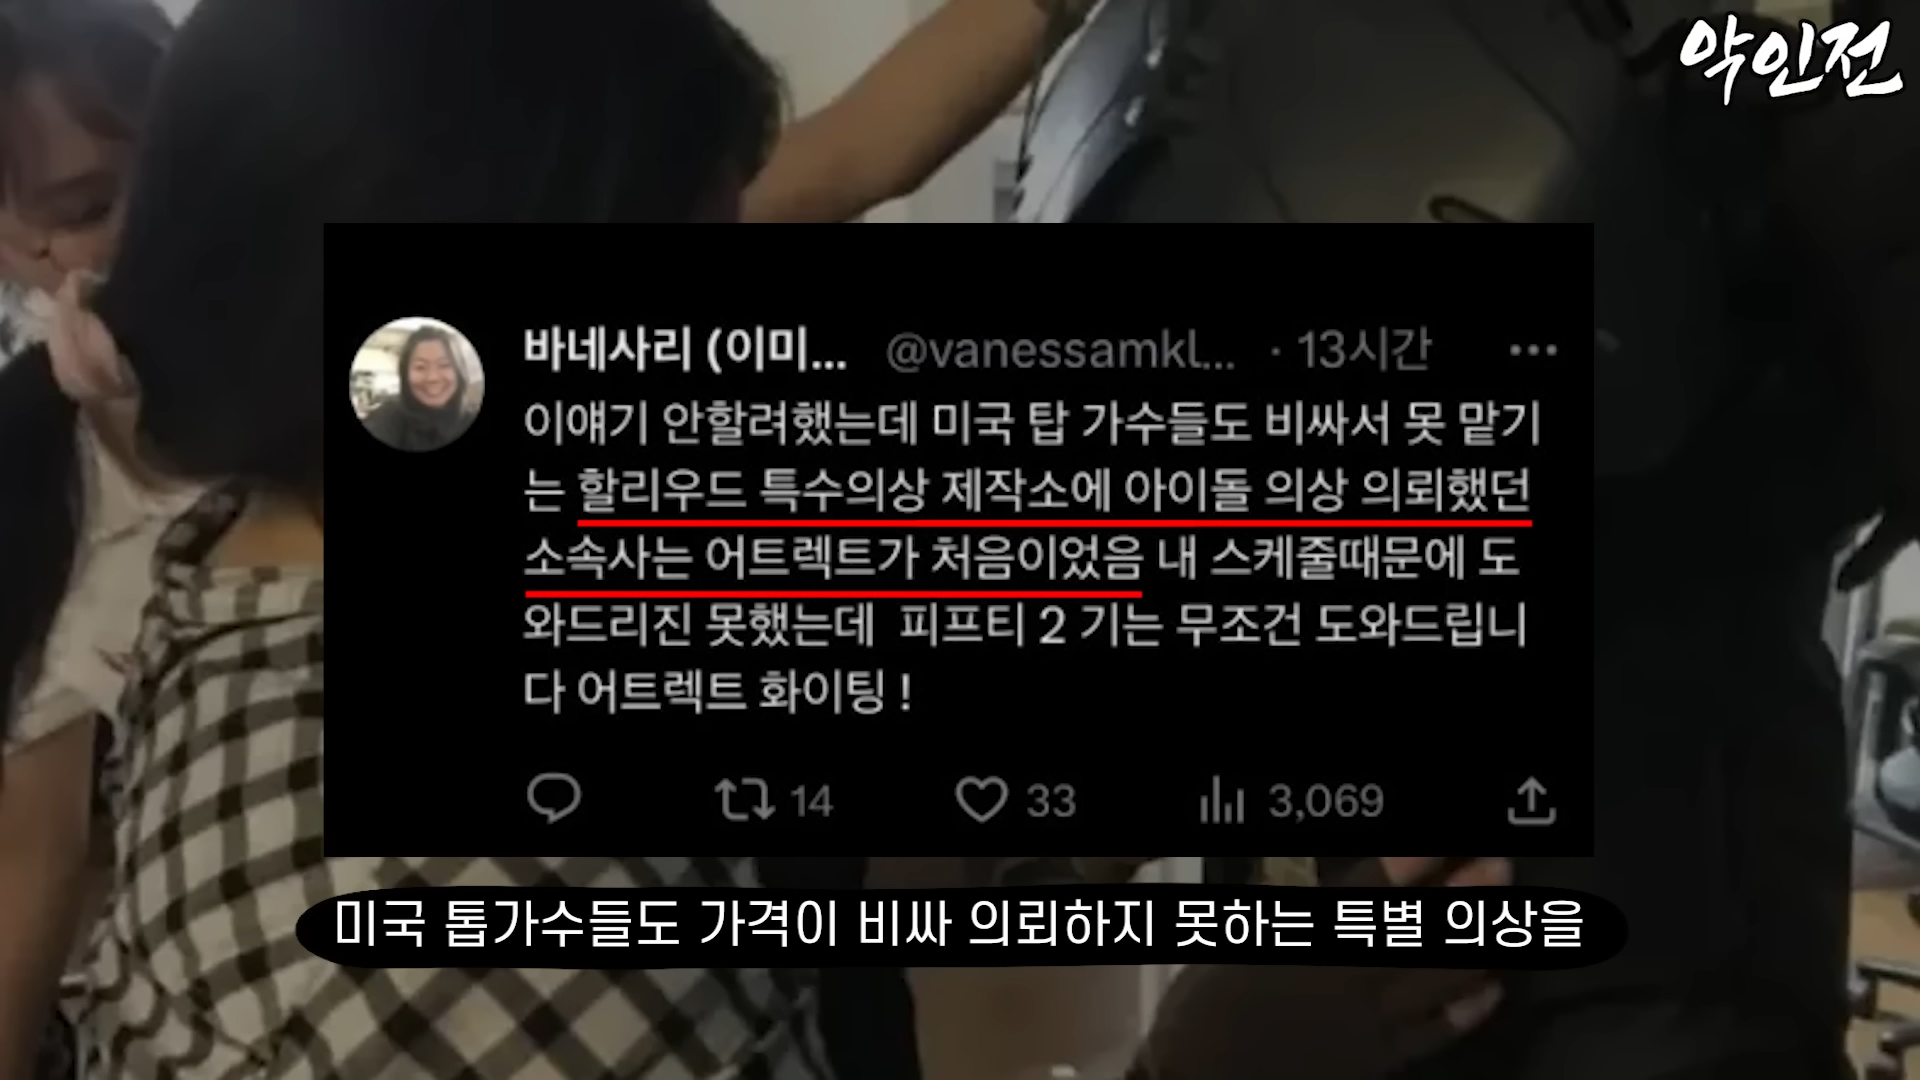 악인전
바네사리 (이미... @vanessamkl... · 13시간
이얘기 안할려했는데 미국 탑 가수들도 비싸서 못 맡기
는 할리우드 특수의상 제작소에 아이돌 의상 의뢰했던
소속사는 어트렉트가 처음이었음 내 스케줄때문에 도
와드리진 못했는데 피프티 2 기는 무조건 도와드립니
다 어트렉트 화이팅 !
14 33 3,069
미국 톱가수들도 가격이 비싸 의뢰하지 못하는 특별 의상을